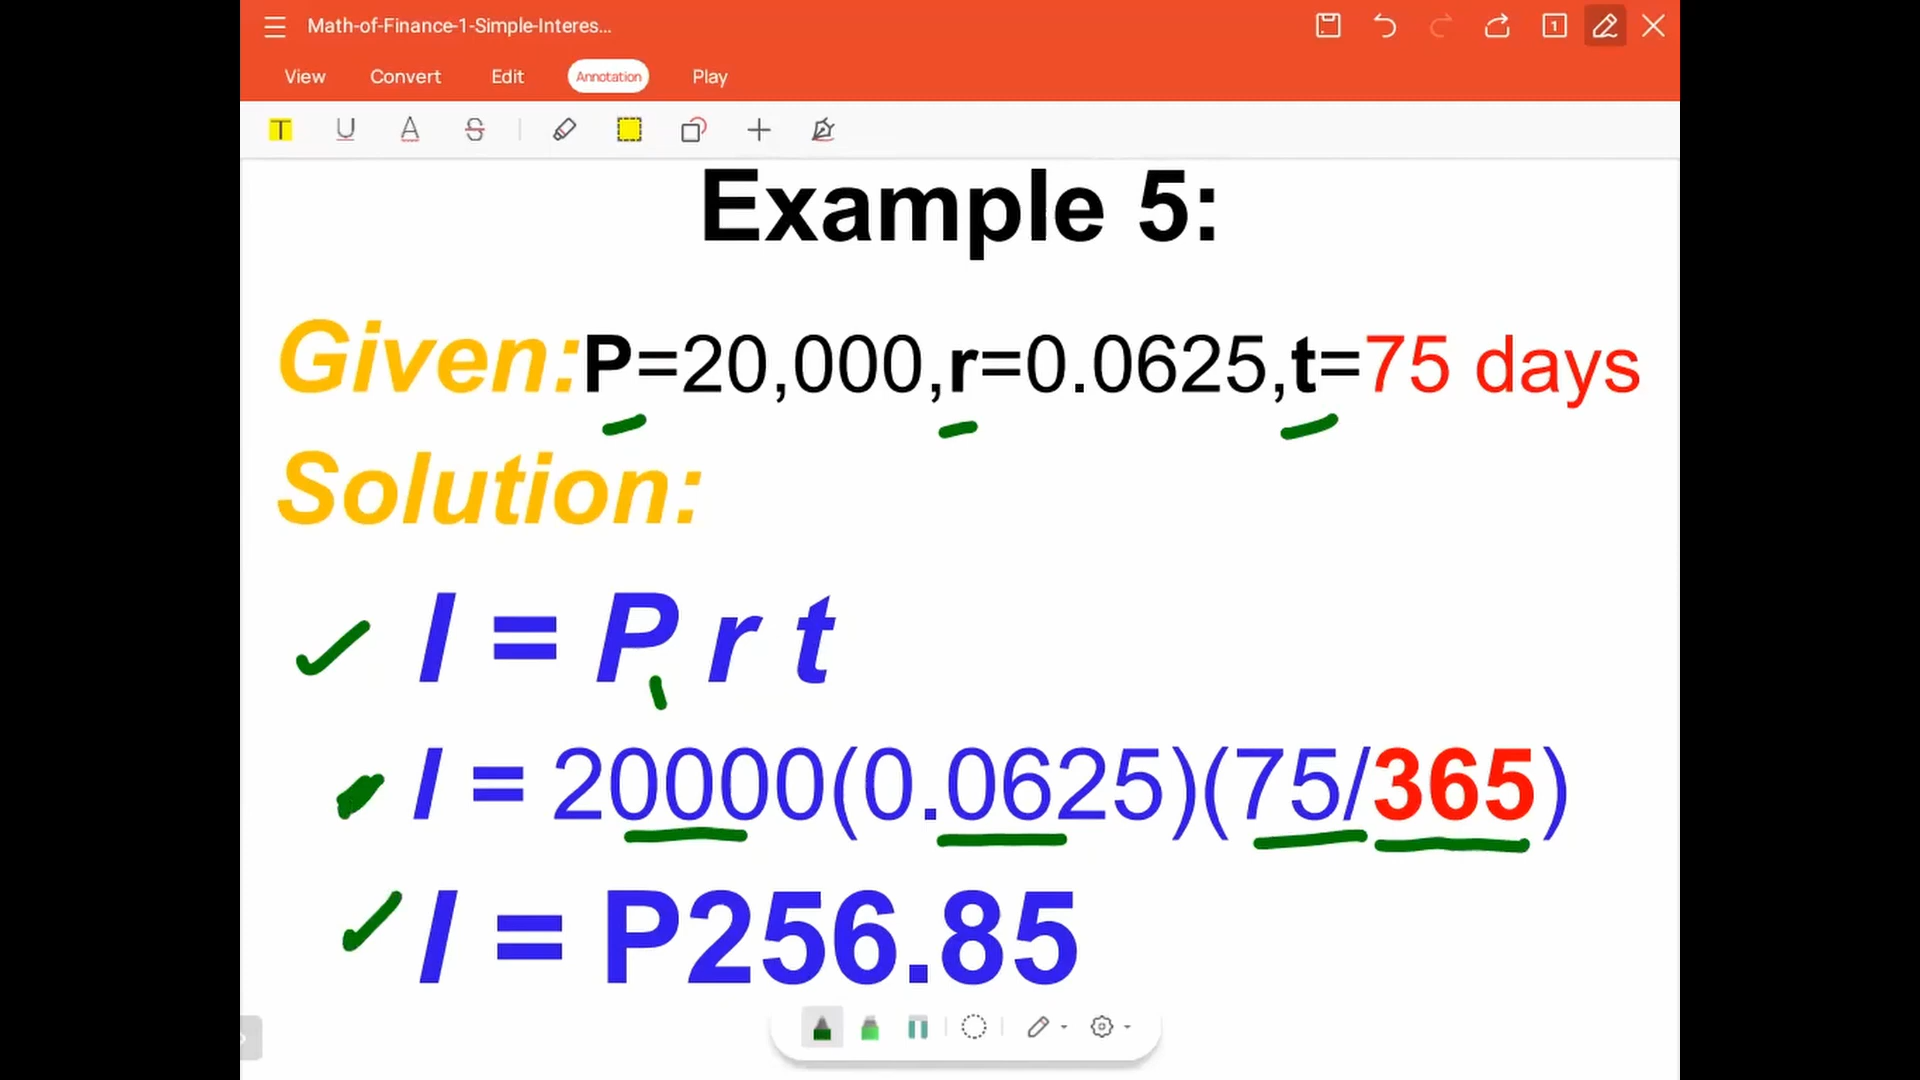 Math-of-Finance-1-Simple-Interes...
1
View Convert Edit Annotation Play
T U A S
Example 5:
Given:P=20,000,r=0.0625,t=75 days
Solution:
I = P r t
I = 20000(0.0625)(75/365)
I = P256.85